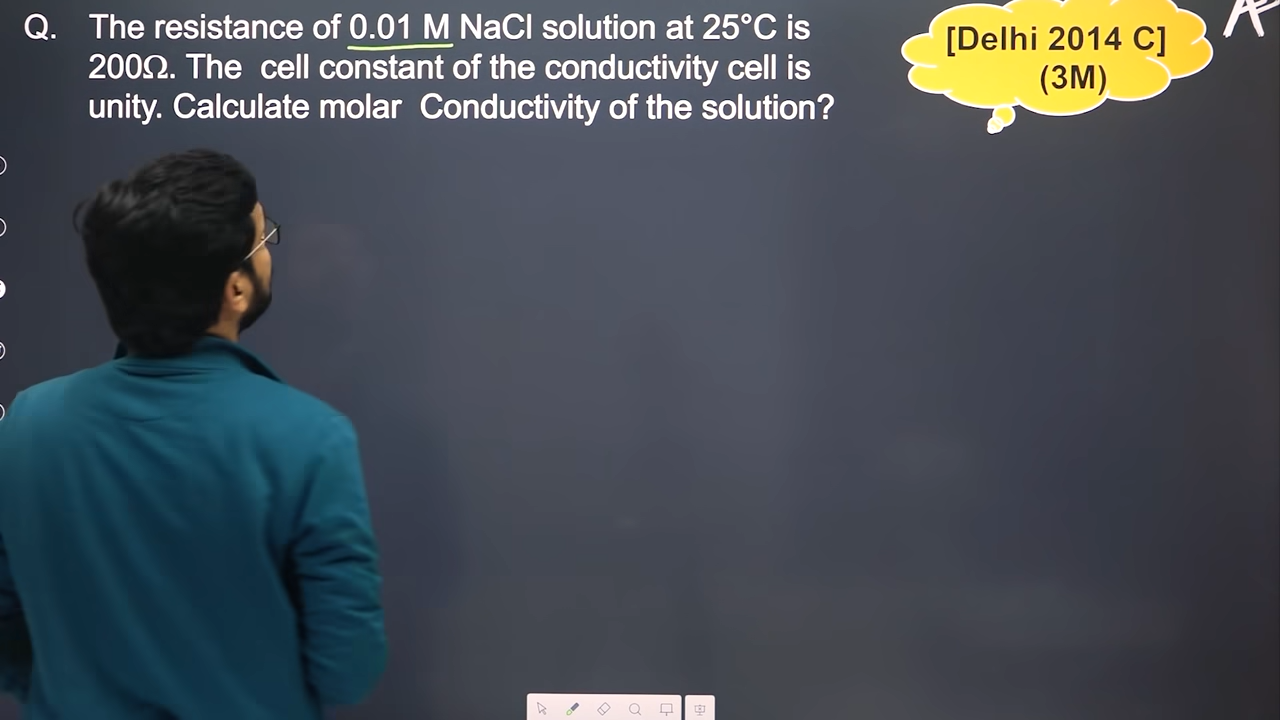 Q. The resistance of 0.01 M NaCl solution at 25°C is
200Ω. The cell constant of the conductivity cell is
unity. Calculate molar Conductivity of the solution?
[Delhi 2014 C]
(3M)